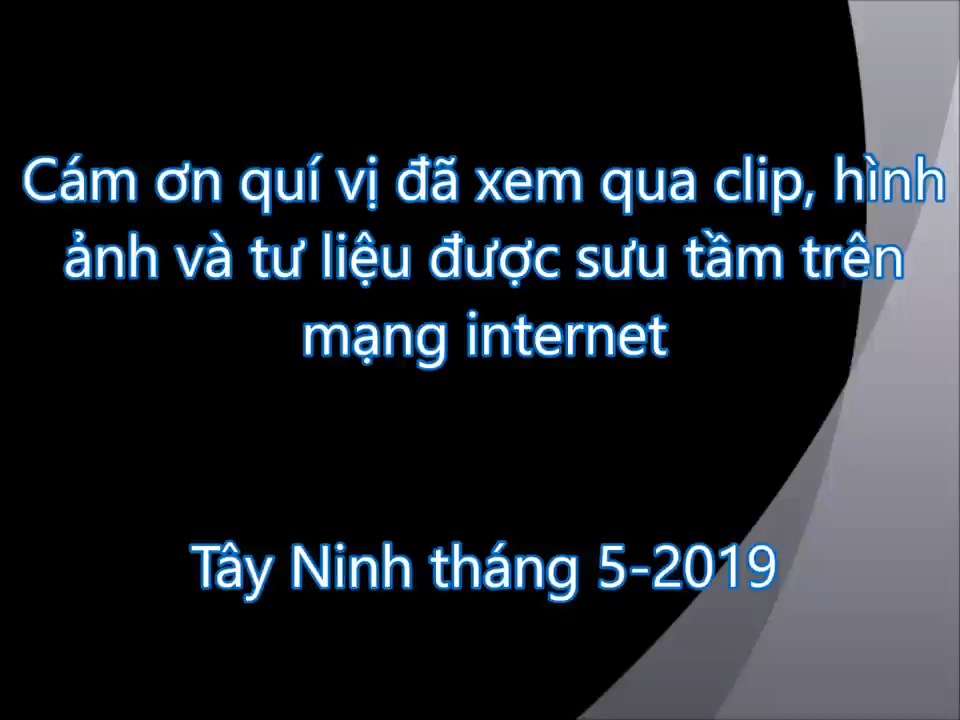 Cám ơn quí vị đã xem qua clip, hình
ảnh và tư liệu được sưu tầm trên
mạng internet
Tây Ninh tháng 5-2019